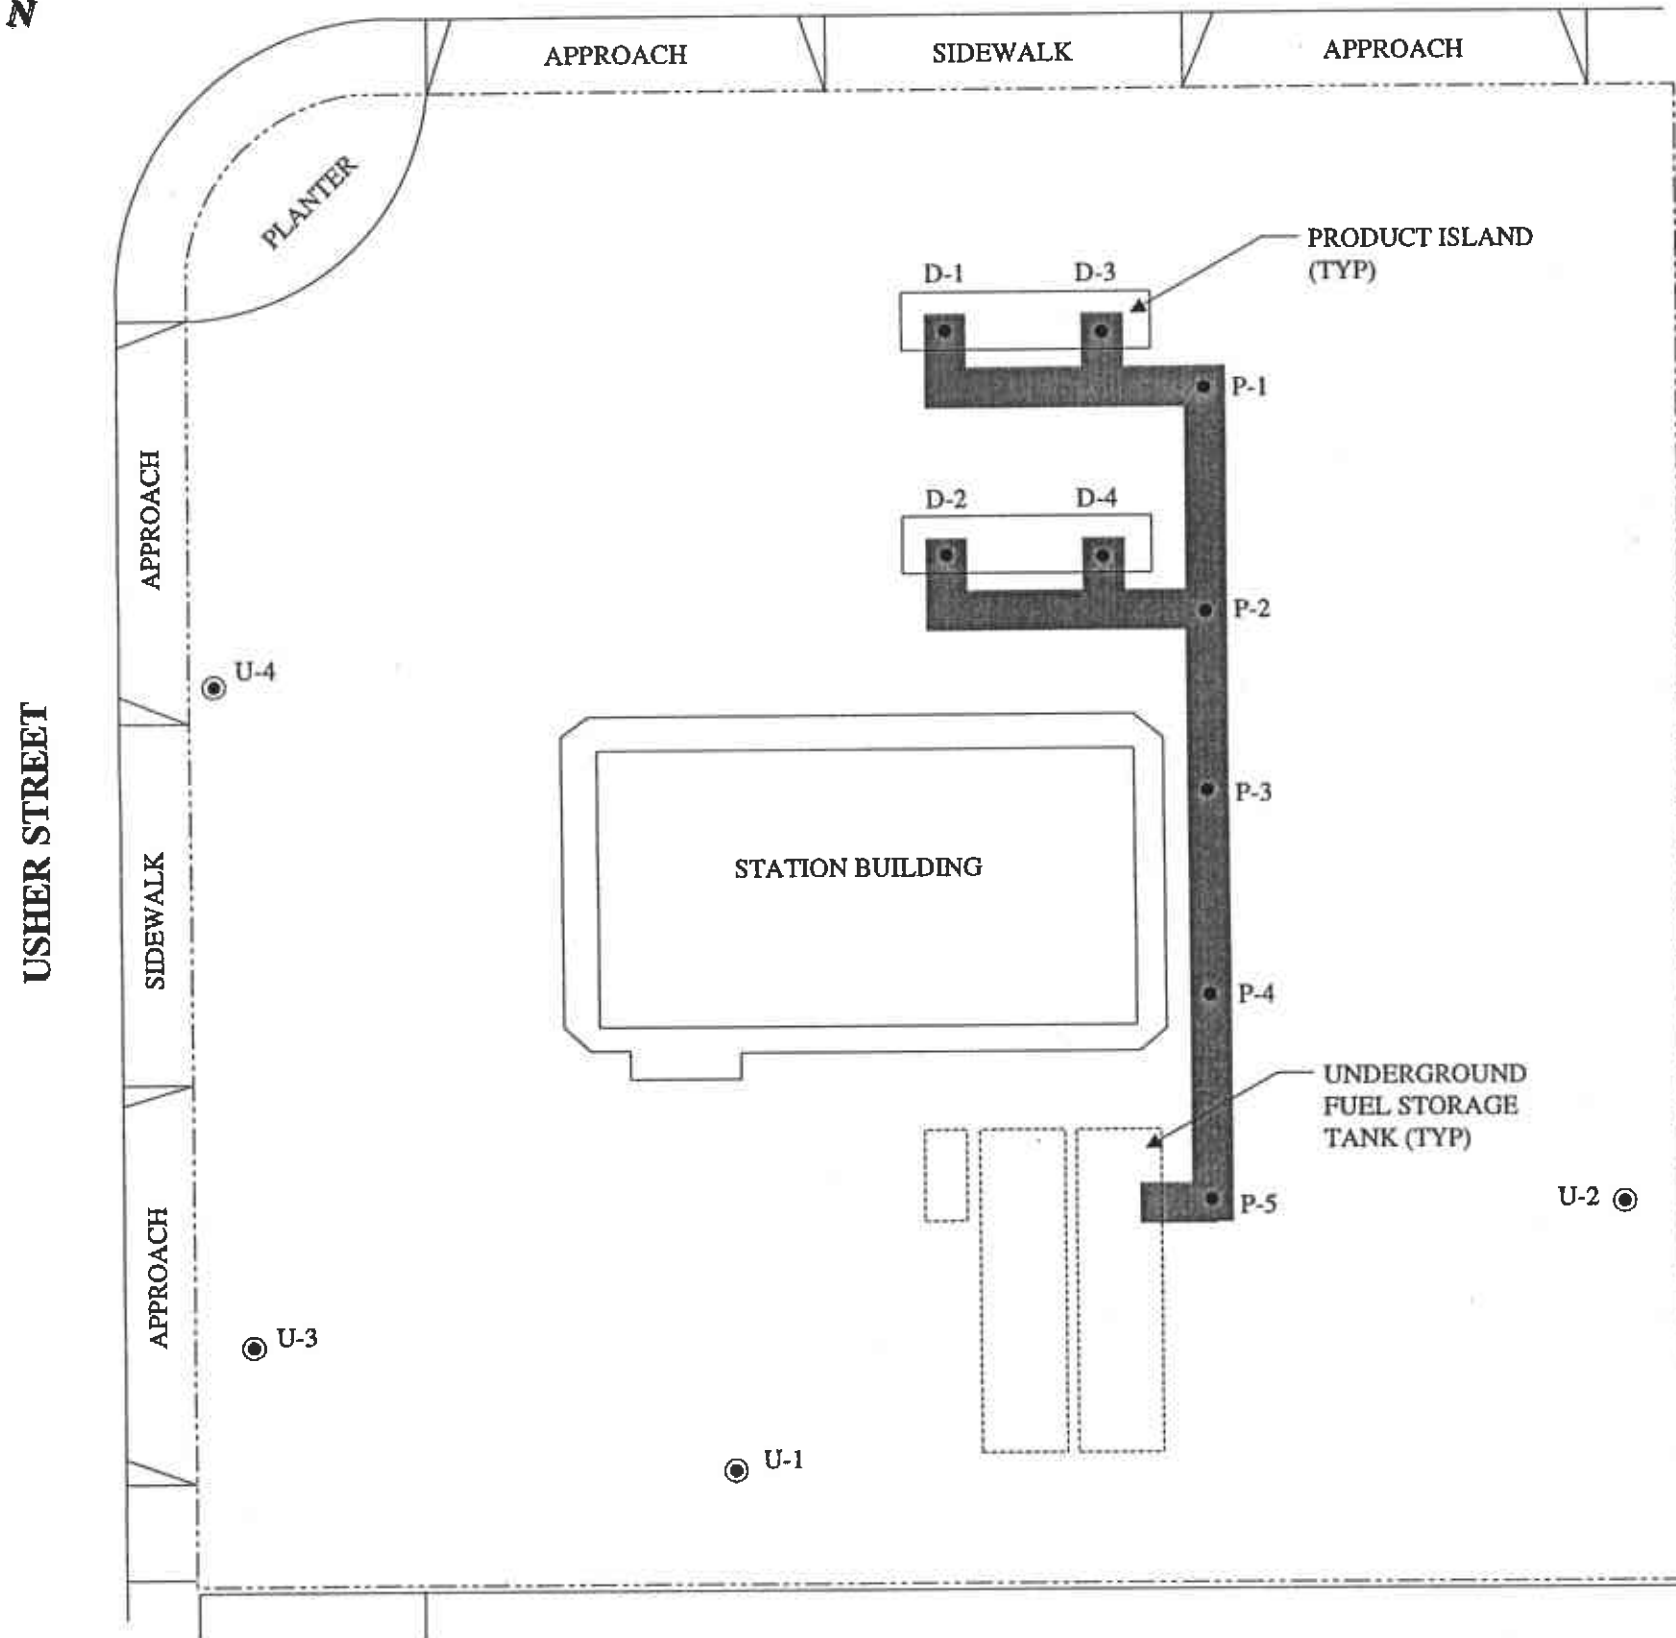 N
APPROACH
SIDEWALK
APPROACH
PLANTER
PRODUCT ISLAND
(TYP)
D-1
D-3
P-1
APPROACH
D-2
D-4
P-2
U-4
P-3
USHER STREET
SIDEWALK
STATION BUILDING
P-4
UNDERGROUND
FUEL STORAGE
TANK (TYP)
APPROACH
U-2
P-5
U-3
U-1